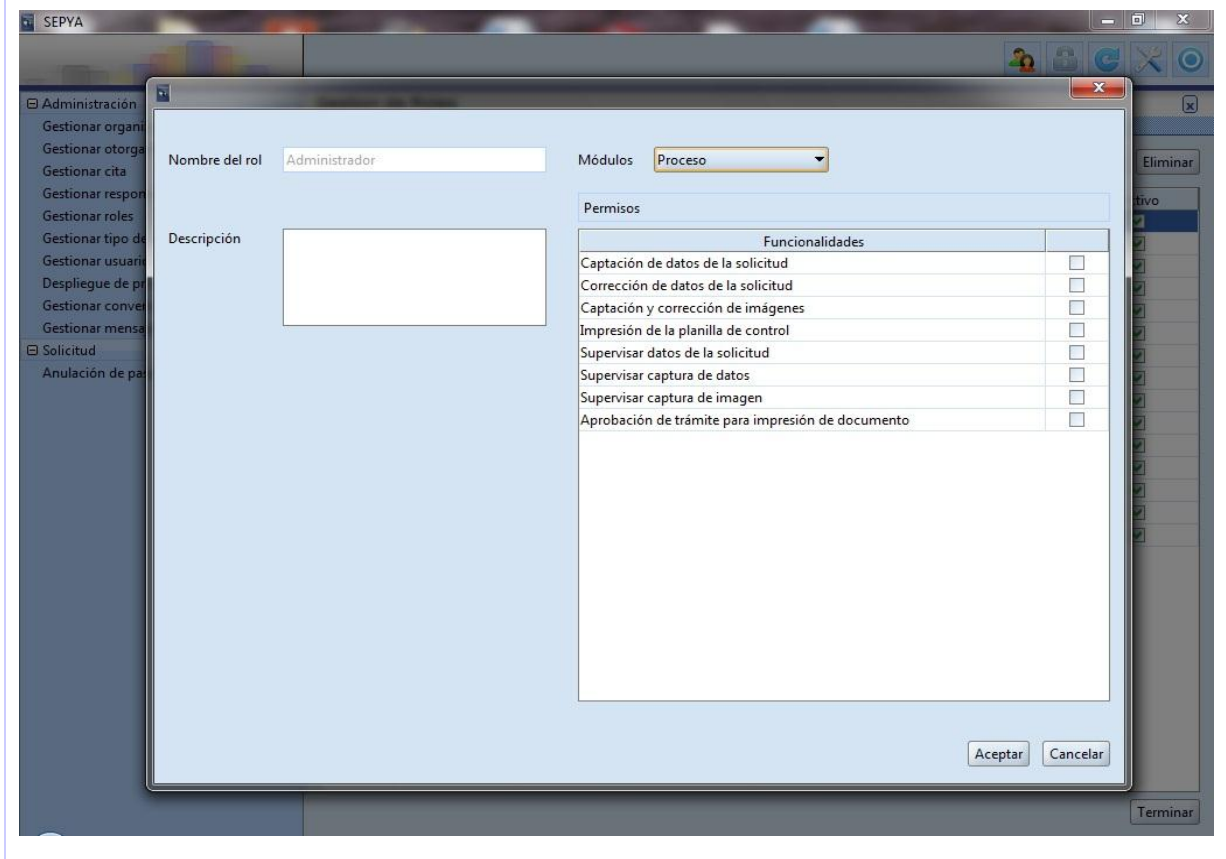 SEPYA
Administración
Gestionar organi
Gestionar otorga
Gestionar cita
Gestionar respon
Gestionar roles
Gestionar tipo de
Gestionar usuario
Despliegue de pr
Gestionar conve
Gestionar mensa
Solicitud
Anulación de pa
Nombre del rol Administrador
Descripción
Módulos Proceso
Permisos
Funcionalidades
Captación de datos de la solicitud
Corrección de datos de la solicitud
Captación y corrección de imágenes
Impresión de la planilla de control
Supervisar datos de la solicitud
Supervisar captura de datos
Supervisar captura de imagen
Aprobación de trámite para impresión de documento
Aceptar Cancelar
Eliminar
tivo
Terminar